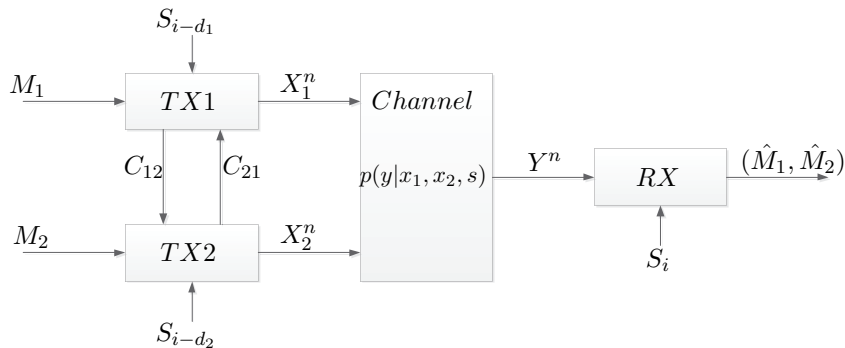 S_{i-d_1}
M_1
TX1
X_1^n
Channel
C_{12}
C_{21}
p(y|x_1, x_2, s)
Y^n
RX
(\hat{M}_1, \hat{M}_2)
M_2
TX2
X_2^n
S_i
S_{i-d_2}